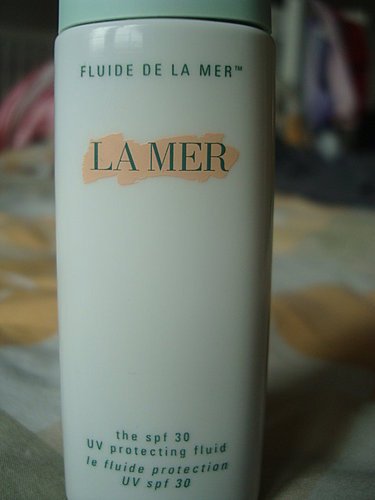 FLUIDE DE LA MER™
LA MER
the spf 30
UV protecting fluid
le fluide protection
UV spf 30